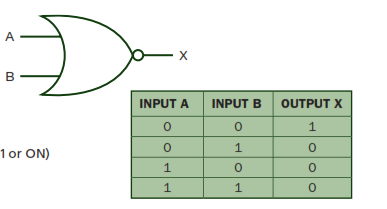 A
X
B
INPUT A INPUT B OUTPUT X
0 0 1
0 1 0
1 0 0
1 1 0
1 or ON)